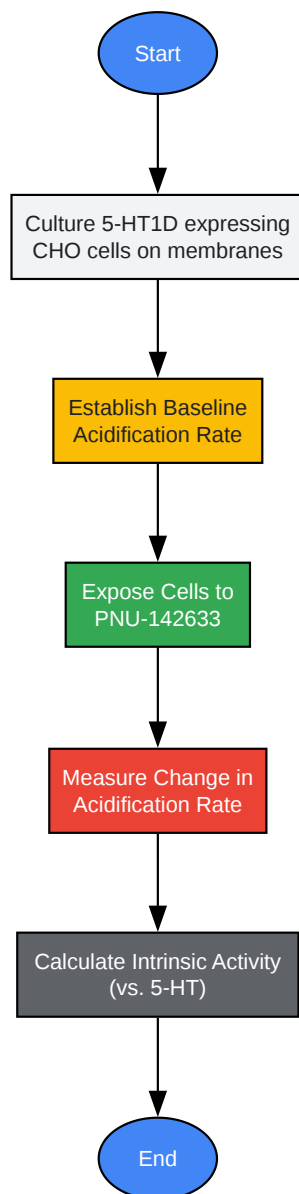 Start
Culture 5-HT1D expressing
CHO cells on membranes
Establish Baseline
Acidification Rate
Expose Cells to
PNU-142633
Measure Change in
Acidification Rate
Calculate Intrinsic Activity
(vs. 5-HT)
End